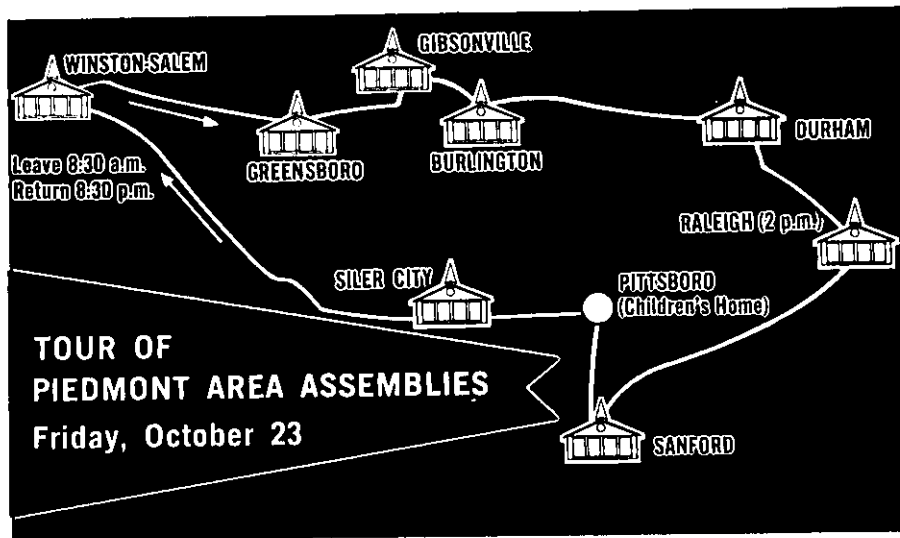 WINSTON-SALEM
GIBSONVILLE
GREENSBORO
BURLINGTON
DURHAM
Leave 8:30 a.m.
Return 8:30 p.m.
RALEIGH (2 p.m.)
SILER CITY
PITTSBORO
(Children's Home)
SANFORD
TOUR OF
PIEDMONT AREA ASSEMBLIES
Friday, October 23